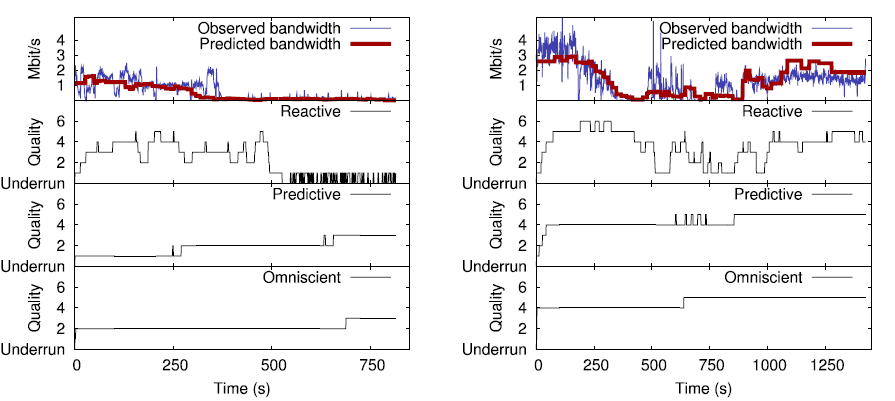 Observed bandwidth
Predicted bandwidth
Mbit/s
4
3
2
1
Reactive
Quality
6
4
2
Underrun
Predictive
Quality
6
4
2
Underrun
Omniscient
Quality
6
4
2
Underrun
0 250 500 750
Time (s)
Observed bandwidth
Predicted bandwidth
Mbit/s
4
3
2
1
Reactive
Quality
6
4
2
Underrun
Predictive
Quality
6
4
2
Underrun
Omniscient
Quality
6
4
2
Underrun
0 250 500 750 1000 1250
Time (s)